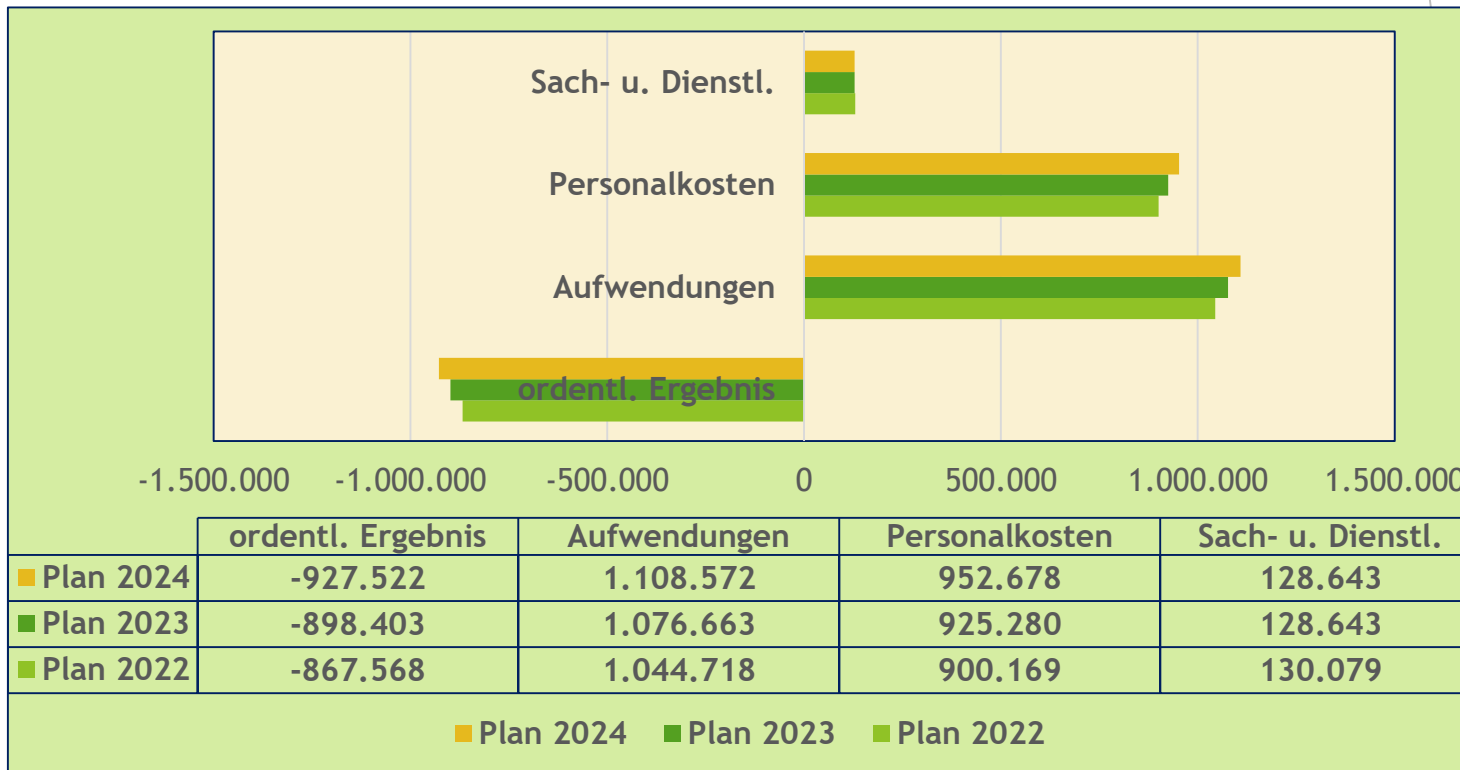 Sach- u. Dienstl.
Personalkosten
Aufwendungen
ordentl. Ergebnis
-1.500.000 -1.000.000 -500.000 0 500.000 1.000.000 1.500.000
ordentl. Ergebnis Aufwendungen Personalkosten Sach- u. Dienstl.
Plan 2024 -927.522 1.108.572 952.678 128.643
Plan 2023 -898.403 1.076.663 925.280 128.643
Plan 2022 -867.568 1.044.718 900.169 130.079
Plan 2024 Plan 2023 Plan 2022